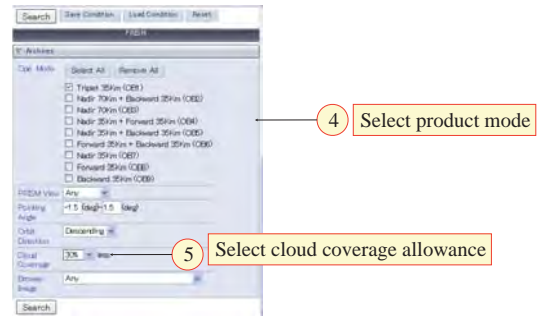 Search Save Condition Load Condition Reset
PRISM
Archives
Ope. Mode Select All Remove All
Triplet 35Km (OB1)
Nadir 70Km + Backward 35Km (OB2)
Nadir 70Km (OB3)
Nadir 35Km + Forward 35Km (OB4)
Nadir 35Km + Backward 35Km (OB5)
Forward 35Km + Backward 35Km (OB6)
Nadir 35Km (OB7)
Forward 35Km (OB8)
Backward 35Km (OB9)
4 Select product mode
PRISM View Any
Pointing Angle -1.5 (deg)-1.5 (deg)
Orbit Direction Descending
Cloud Coverage 30% less
5 Select cloud coverage allowance
Browse Image Any
Search